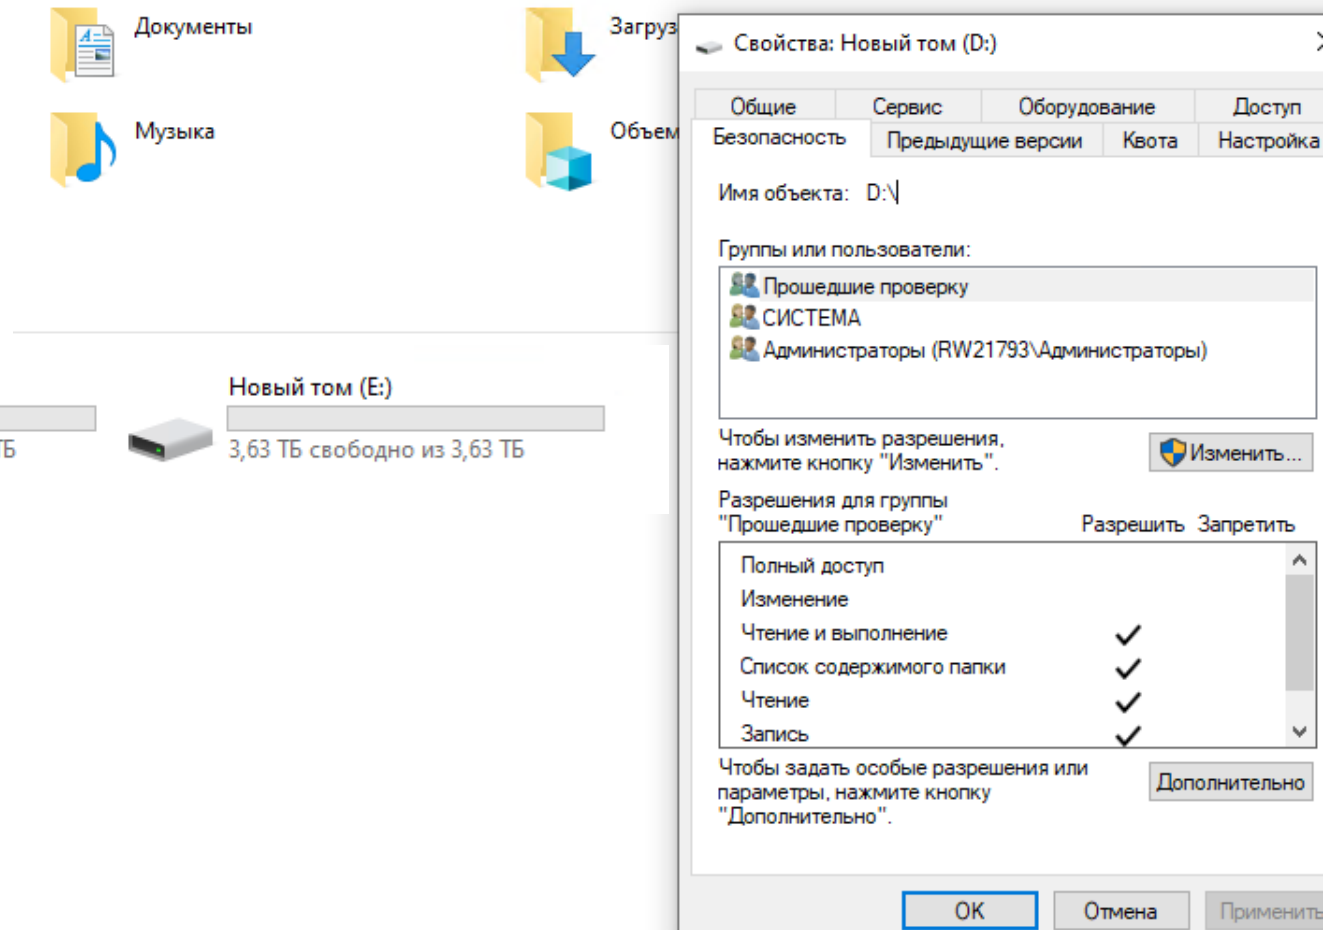 Документы
Загруз
Музыка
Объем
Новый том (E:)
3,63 ТБ свободно из 3,63 ТБ
ТБ
Свойства: Новый том (D:)
Общие Сервис Оборудование Доступ
Безопасность Предыдущие версии Квота Настройка
Имя объекта: D:\
Группы или пользователи:
Прошедшие проверку
СИСТЕМА
Администраторы (RW21793\Администраторы)
Чтобы изменить разрешения,
нажмите кнопку "Изменить".
Изменить...
Разрешения для группы
"Прошедшие проверку" Разрешить Запретить
Полный доступ
Изменение
Чтение и выполнение
Список содержимого папки
Чтение
Запись
Чтобы задать особые разрешения или
параметры, нажмите кнопку
"Дополнительно".
Дополнительно
OK Отмена Применить